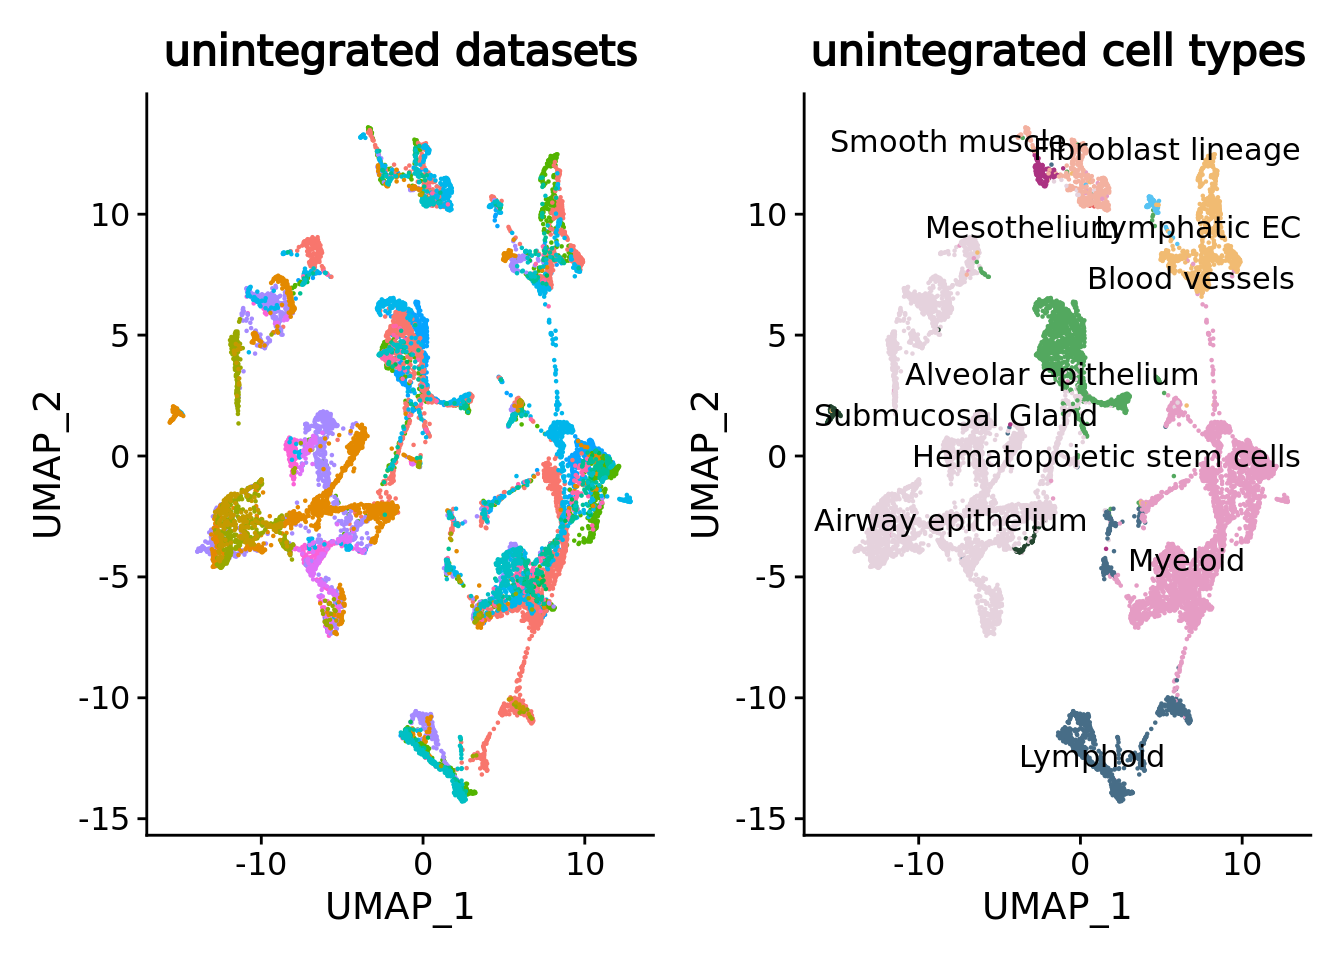 unintegrated datasets
10
5
0
-5
-10
-15
UMAP_2
-10
0
10
UMAP_1
unintegrated cell types
Smooth muscle
Fibroblast lineage
Mesothelium
Lymphatic EC
Blood vessels
Alveolar epithelium
Submucosal Gland
Hematopoietic stem cells
Airway epithelium
Myeloid
Lymphoid
10
5
0
-5
-10
-15
UMAP_2
-10
0
10
UMAP_1